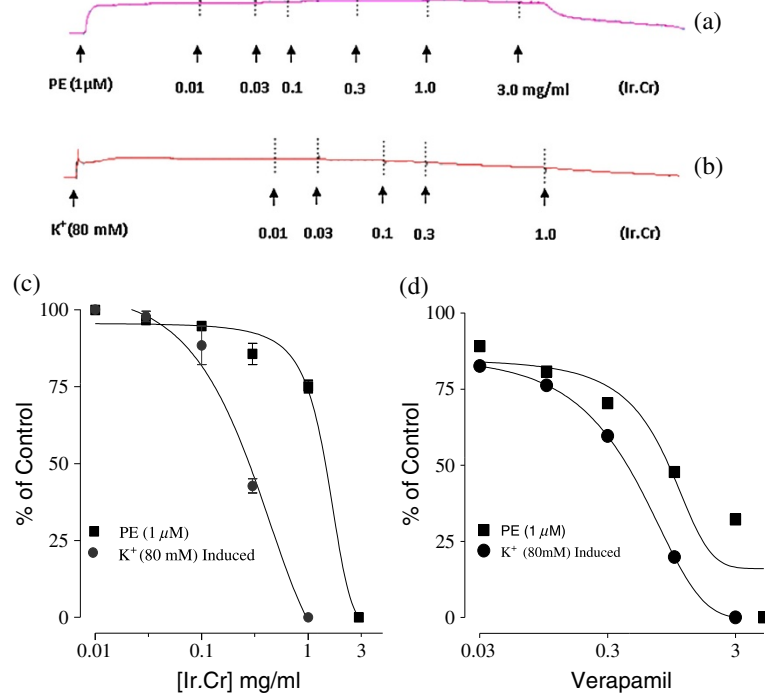 (a)
PE (1µM) 0.01 0.03 0.1 0.3 1.0 3.0 mg/ml (Ir.Cr)
(b)
K⁺(80 mM) 0.01 0.03 0.1 0.3 1.0 (Ir.Cr)
(c)
% of Control
100
75
50
25
0
PE (1 µM)
K⁺ (80 mM) Induced
0.01 0.1 1 3
[Ir.Cr] mg/ml
(d)
% of Control
100
75
50
25
0
PE (1 µM)
K⁺ (80mM) Induced
0.03 0.3 3
Verapamil